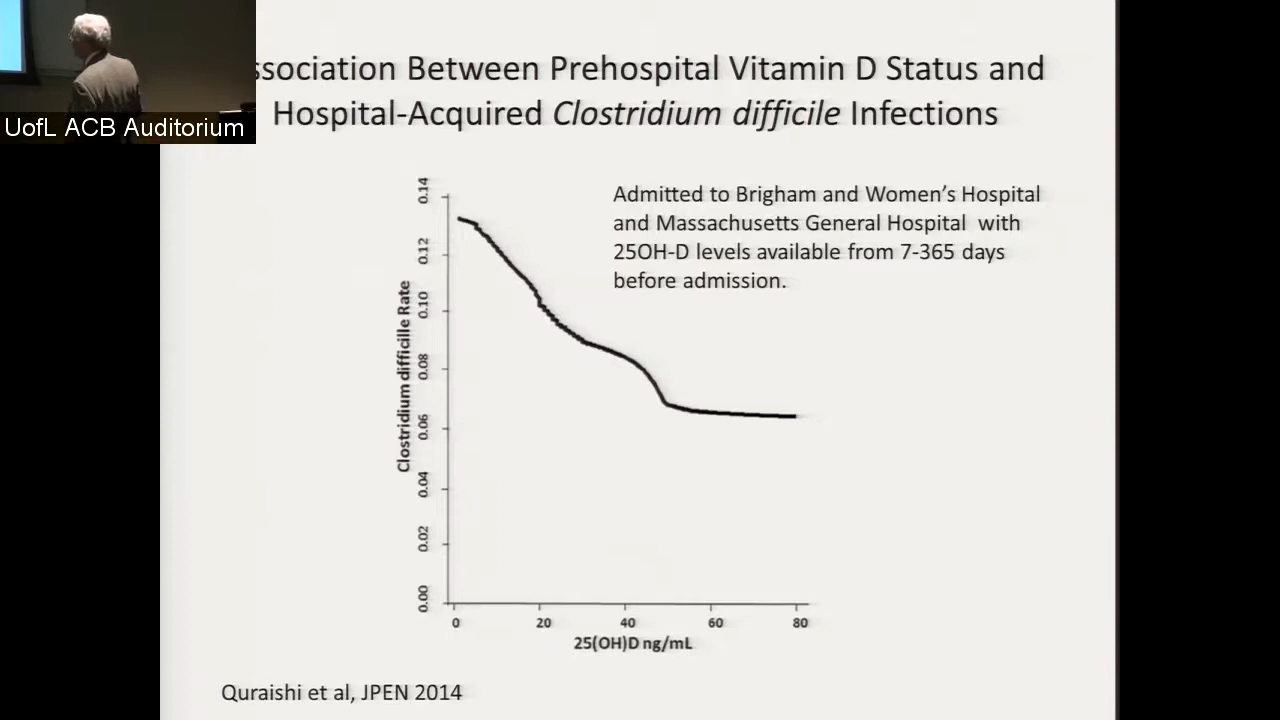 UofL ACB Auditorium
ssociation Between Prehospital Vitamin D Status and
Hospital-Acquired Clostridium difficile Infections
Admitted to Brigham and Women's Hospital
and Massachusetts General Hospital with
25OH-D levels available from 7-365 days
before admission.
Clostridium difficille Rate
0.14
0.12
0.10
0.08
0.06
0.04
0.02
0.00
0 20 40 60 80
25(OH)D ng/mL
Quraishi et al, JPEN 2014